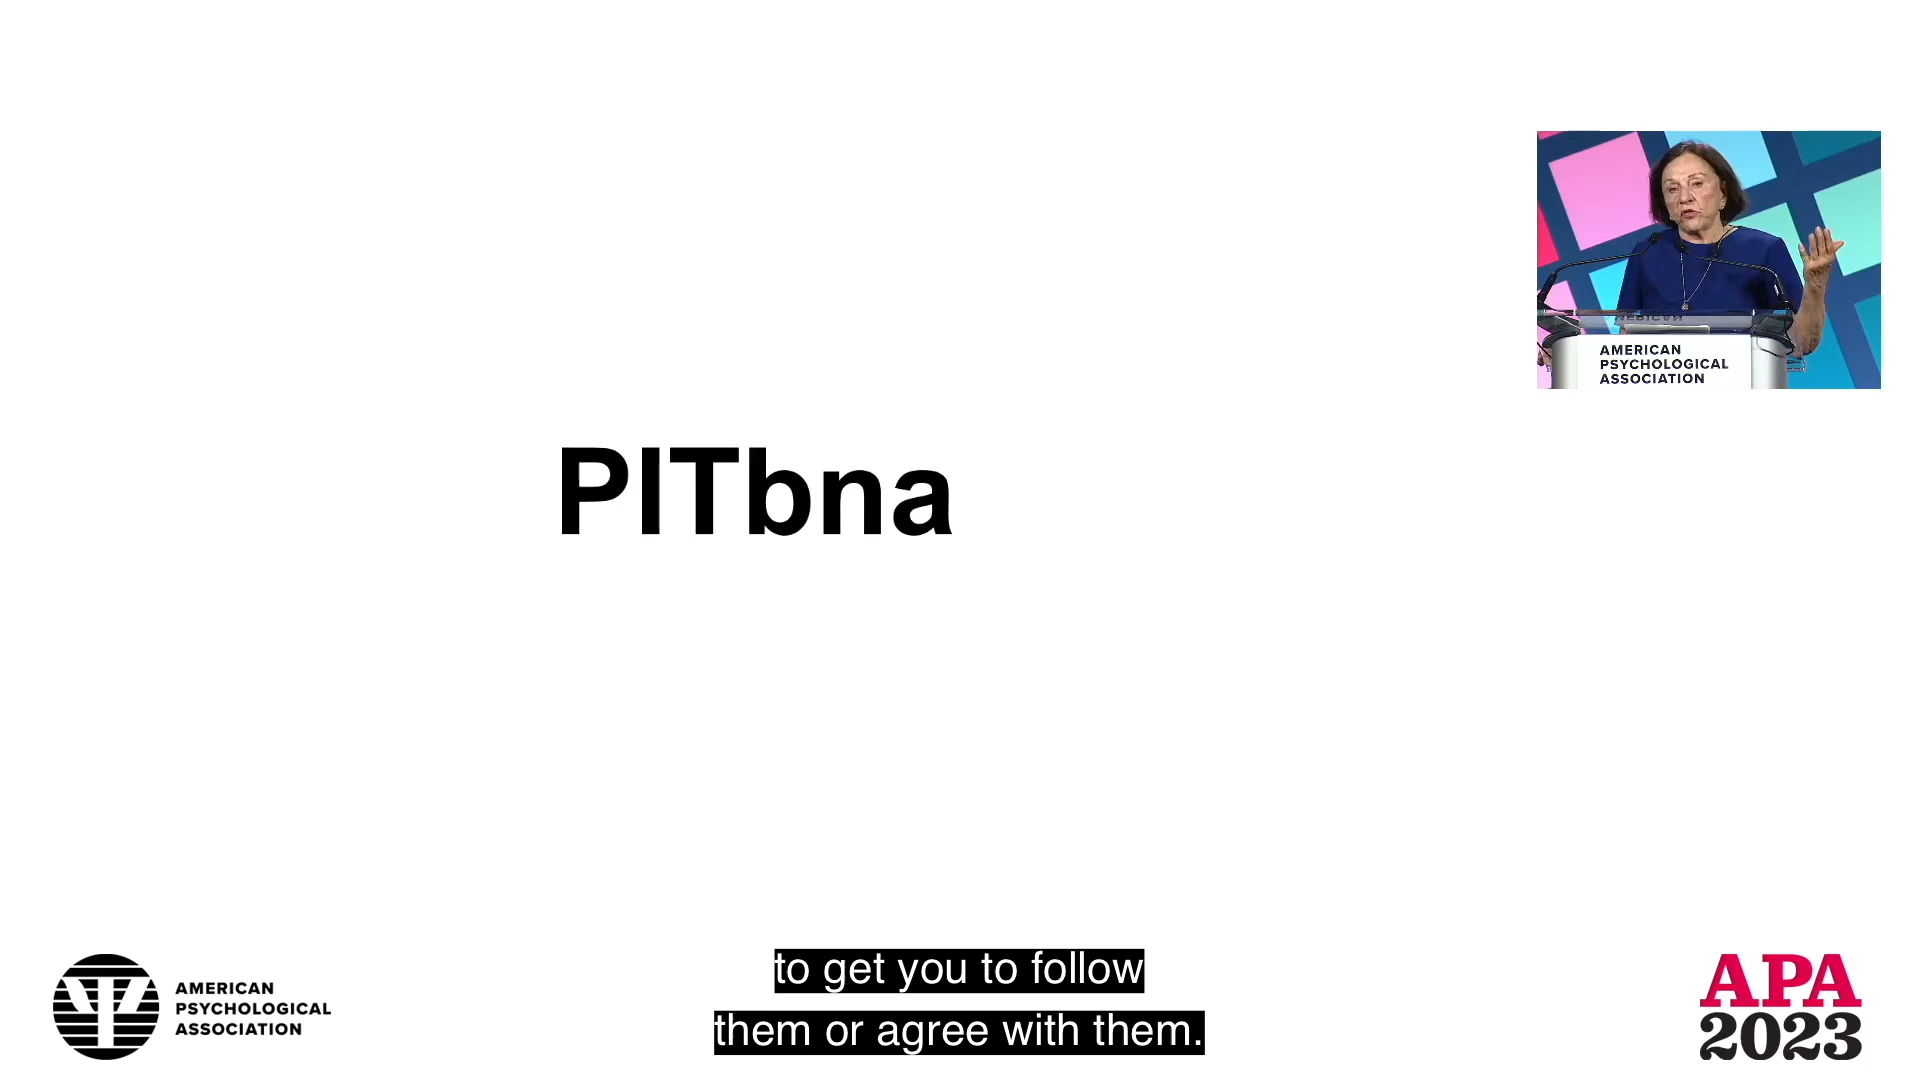 AMERICAN
PSYCHOLOGICAL
ASSOCIATION
PITbna
AMERICAN
PSYCHOLOGICAL
ASSOCIATION
to get you to follow
them or agree with them.
APA
2023